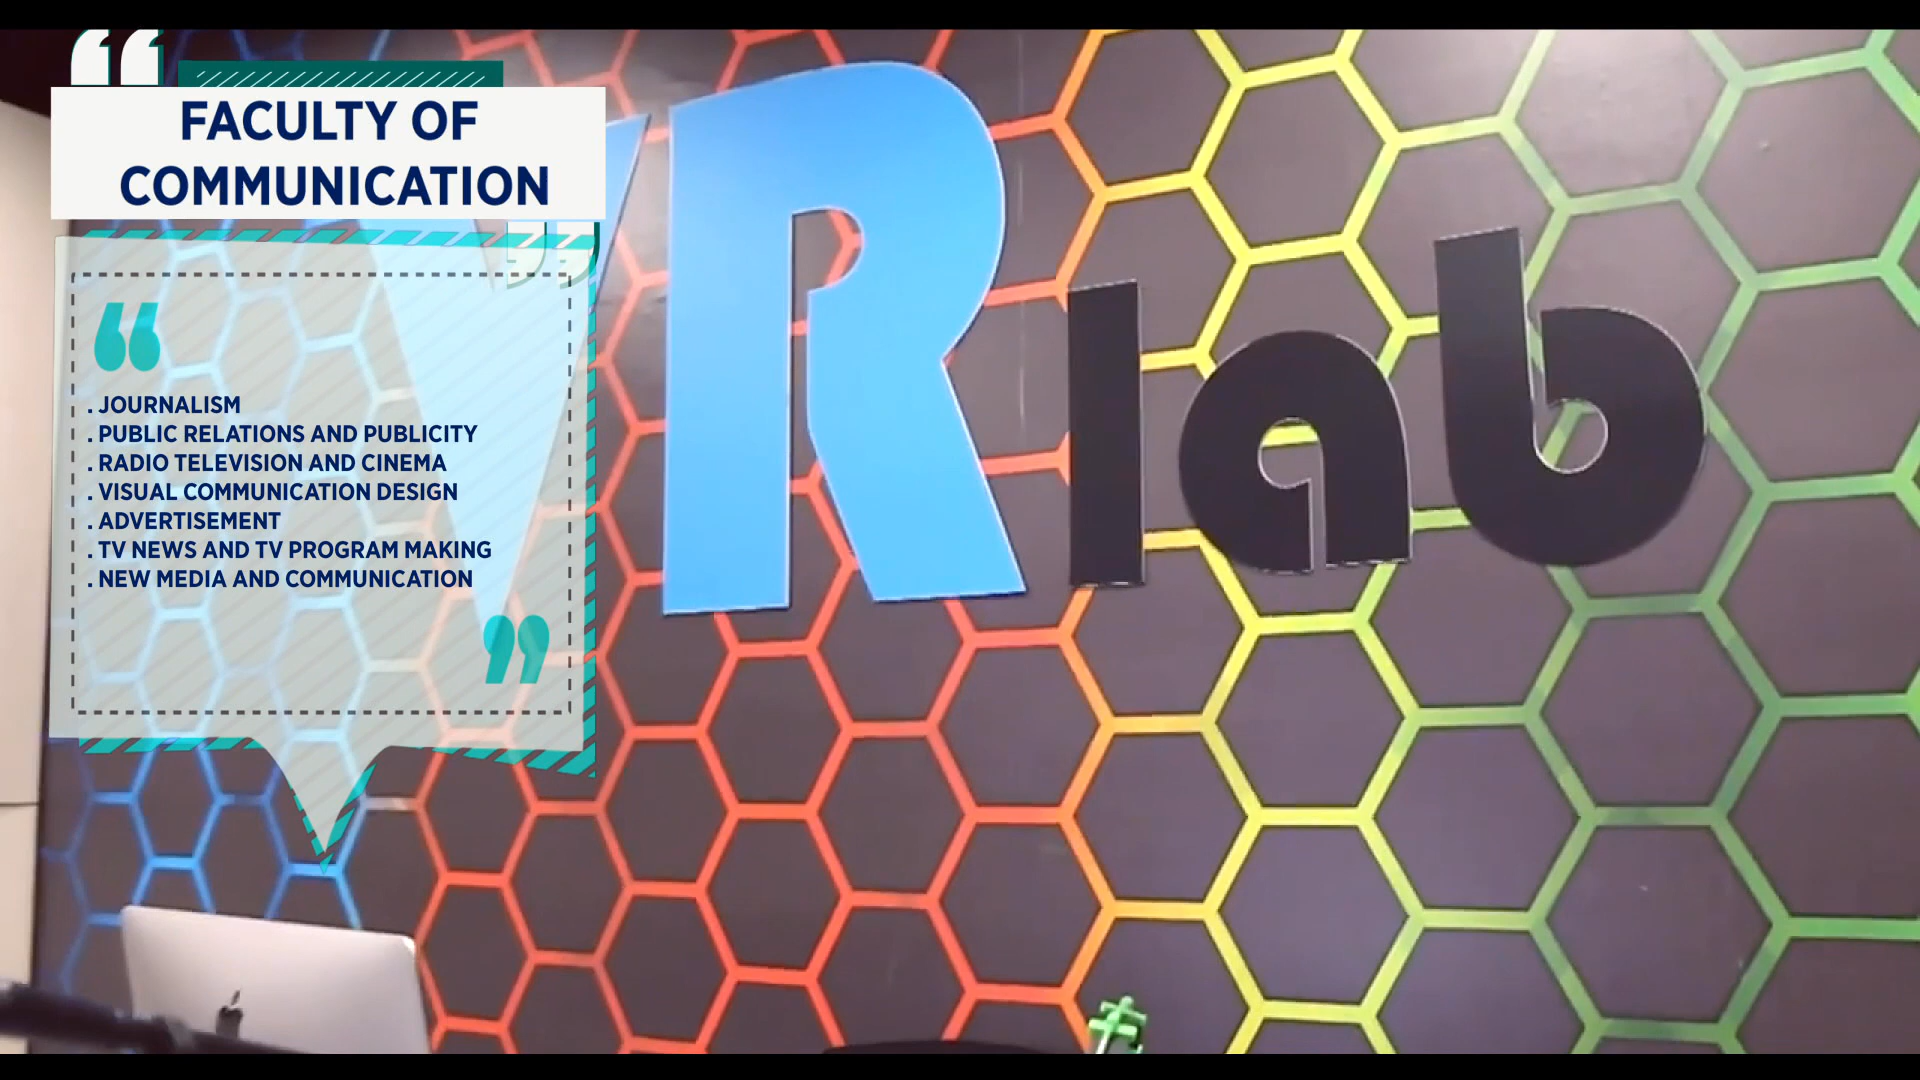 FACULTY OF
COMMUNICATION
. JOURNALISM
. PUBLIC RELATIONS AND PUBLICITY
. RADIO TELEVISION AND CINEMA
. VISUAL COMMUNICATION DESIGN
. ADVERTISEMENT
. TV NEWS AND TV PROGRAM MAKING
. NEW MEDIA AND COMMUNICATION
VR lab